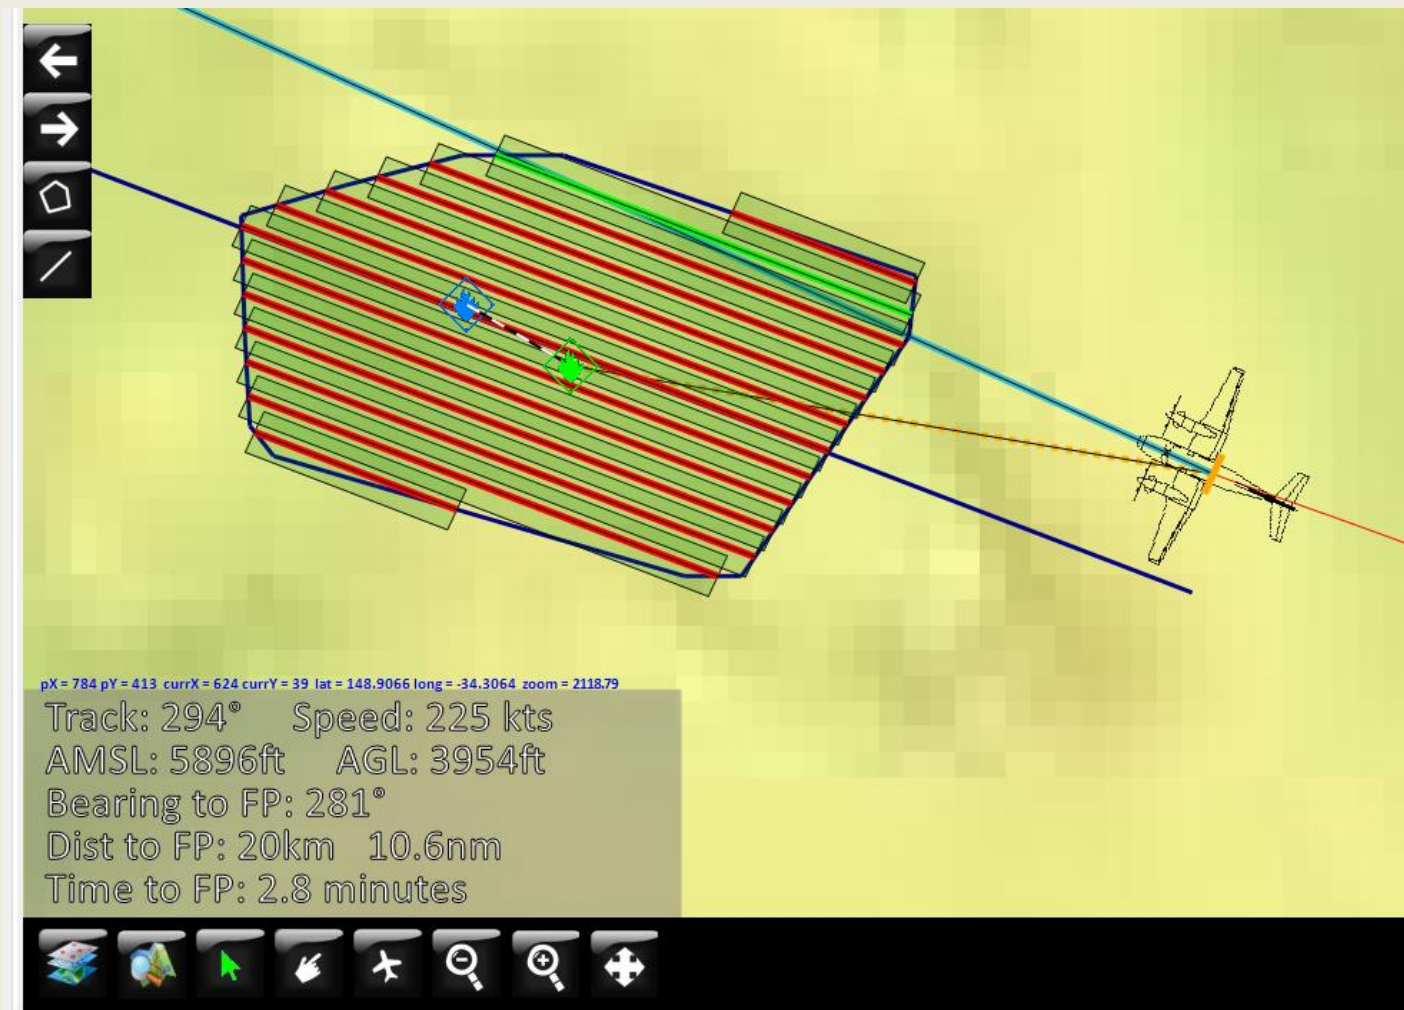 pX = 784 pY = 413 currX = 624 currY = 39 lat = 148.9066 long = -34.3064 zoom = 2118.79
Track: 294° Speed: 225 kts
AMSL: 5896ft AGL: 3954ft
Bearing to FP: 281°
Dist to FP: 20km 10.6nm
Time to FP: 2.8 minutes